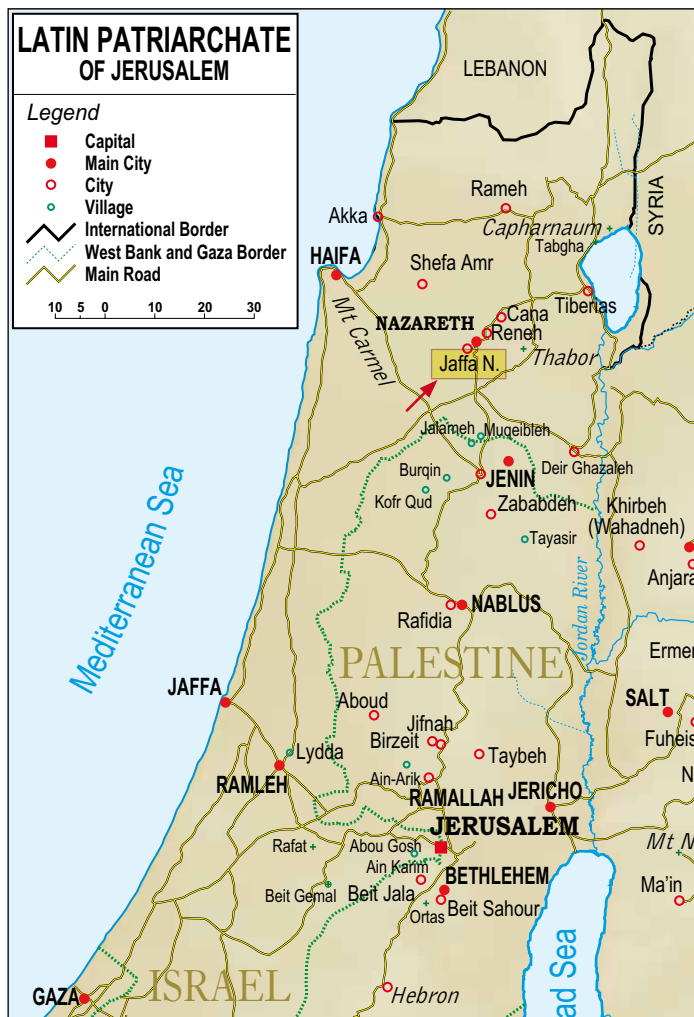 LATIN PATRIARCHATE
OF JERUSALEM
Legend
Capital
Main City
City
Village
International Border
West Bank and Gaza Border
Main Road
10 5 0 10 20 30
LEBANON
SYRIA
Rameh
Akka
Capharnaum
Tabgha
HAIFA
Shefa Amr
Tiberias
Cana
Mt Carmel
NAZARETH
Reneh
Thabor
Jaffa N.
Jalameh
Muqeibleh
Burqin
JENIN
Deir Ghazaleh
Kofr Qud
Zababdeh
Khirbeh
(Wahadneh)
Tayasir
Anjara
Mediterranean Sea
Jordan River
Rafidia
NABLUS
PALESTINE
Ermer
JAFFA
SALT
Aboud
Jifnah
Fuheis
Birzeit
Lydda
Taybeh
RAMLEH
Ain-Arik
N
RAMALLAH
JERICHO
JERUSALEM
Rafat
Abou Gosh
Mt N
Ain Karim
BETHLEHEM
Beit Gemal
Beit Jala
Ma'in
Ortas
Beit Sahour
ISRAEL
ad Sea
GAZA
Hebron